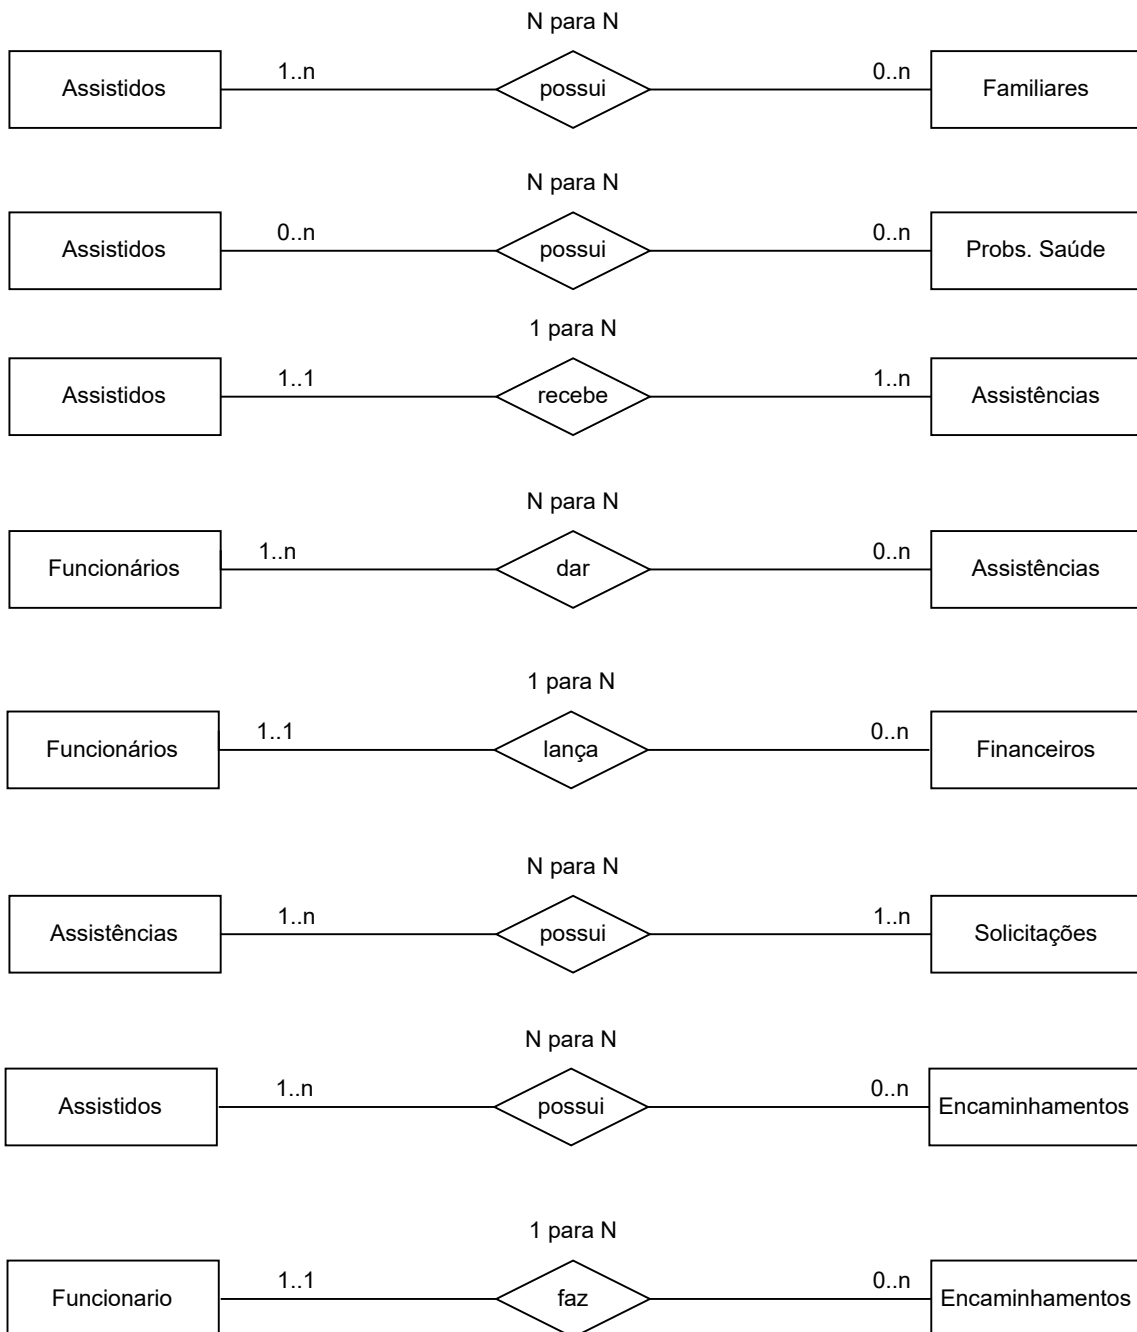 N para N
Assistidos 1..n possui 0..n Familiares
N para N
Assistidos 0..n possui 0..n Probs. Saúde
1 para N
Assistidos 1..1 recebe 1..n Assistências
N para N
Funcionários 1..n dar 0..n Assistências
1 para N
Funcionários 1..1 lança 0..n Financeiros
N para N
Assistências 1..n possui 1..n Solicitações
N para N
Assistidos 1..n possui 0..n Encaminhamentos
1 para N
Funcionario 1..1 faz 0..n Encaminhamentos